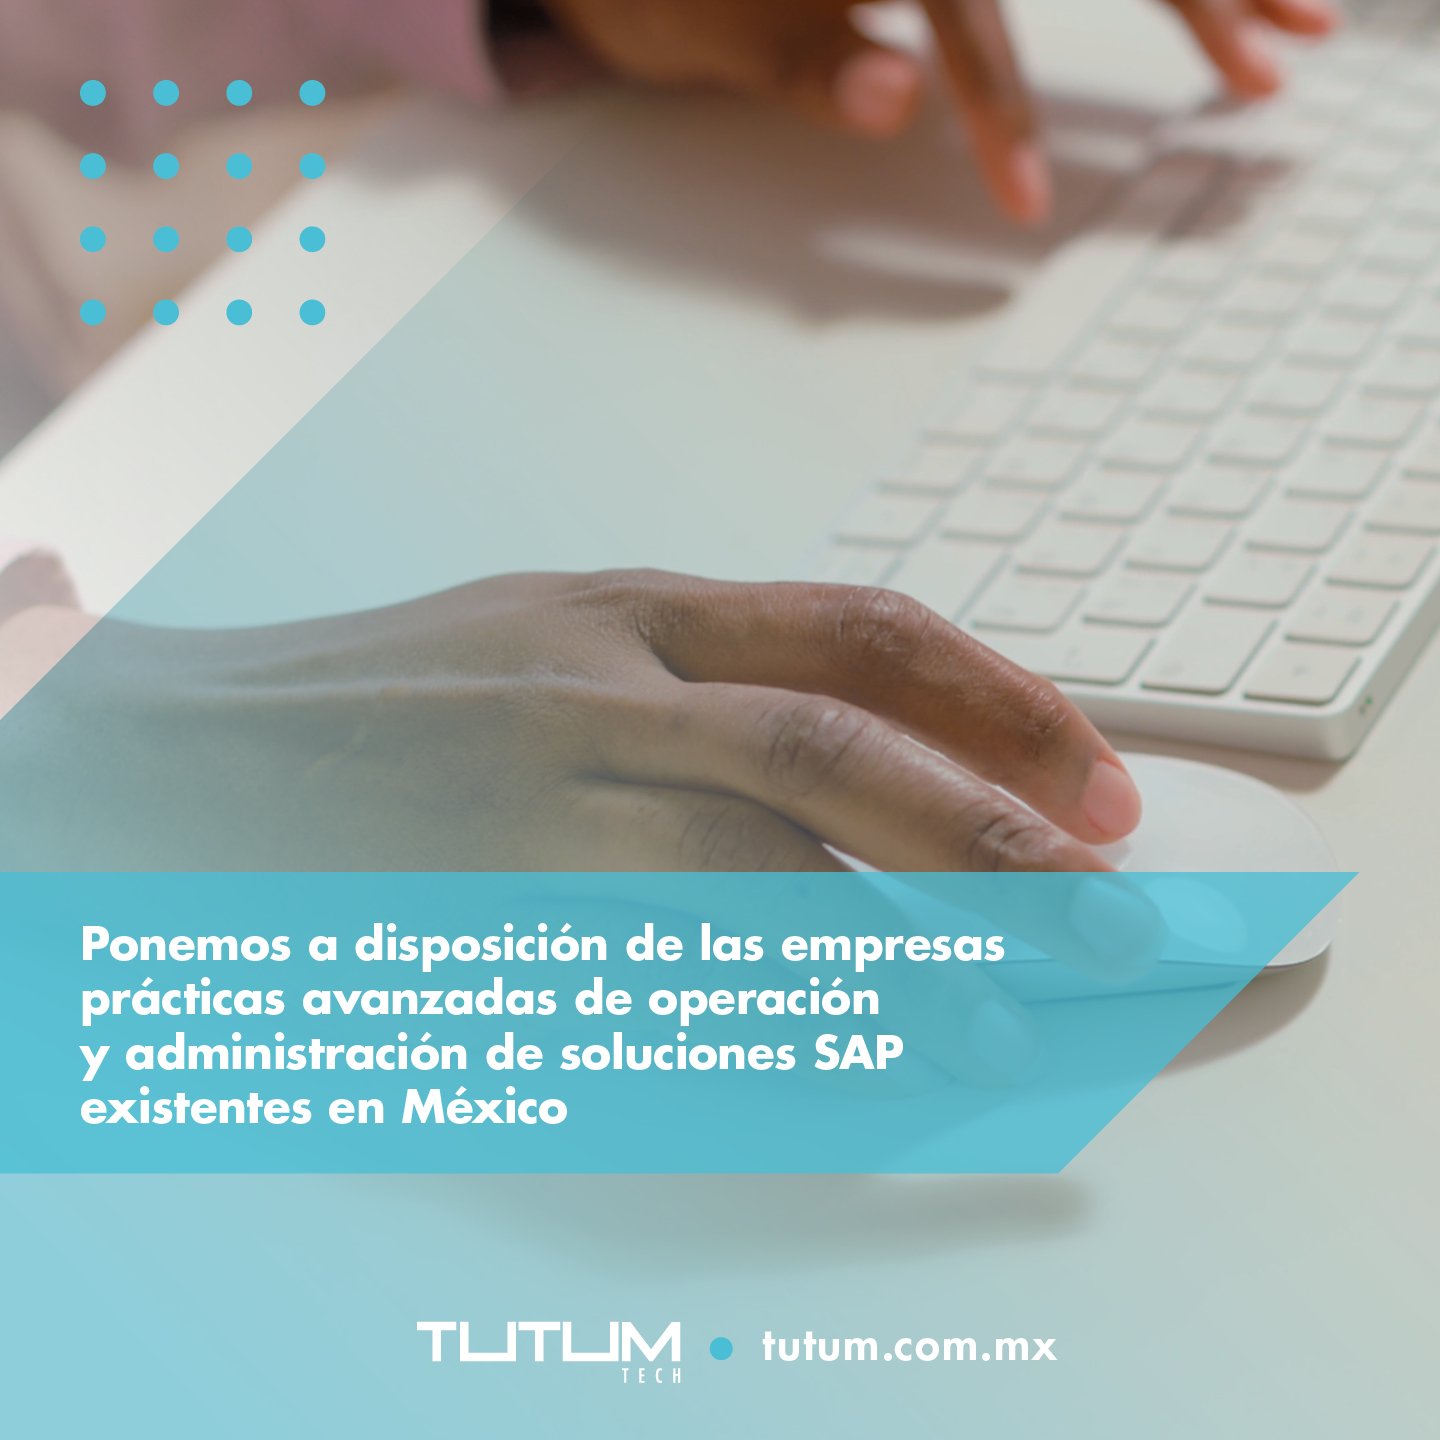 Ponemos a disposición de las empresas
prácticas avanzadas de operación
y administración de soluciones SAP
existentes en México
TUTUM
TECH
tutum.com.mx